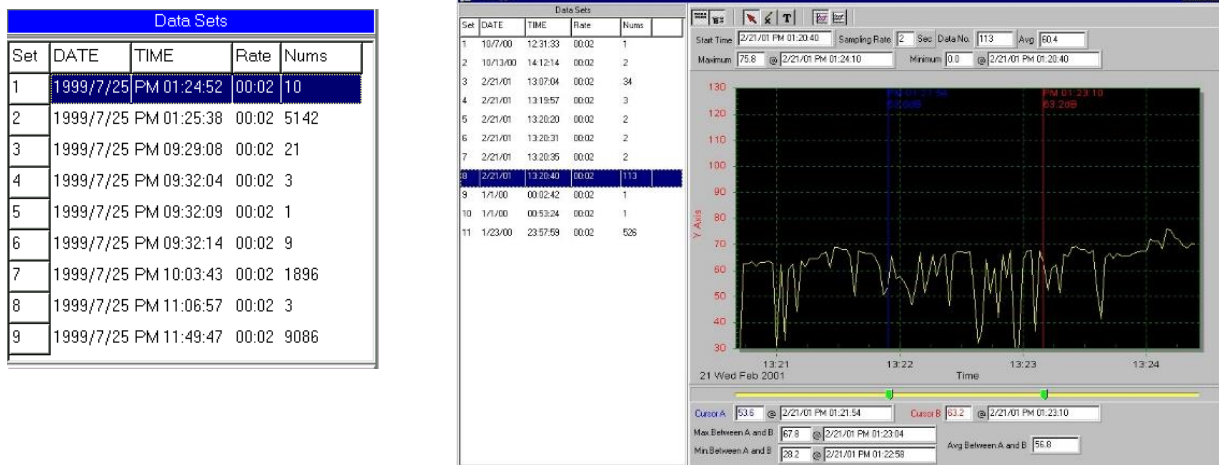 Data Sets
Set DATE TIME Rate Nums
1 1999/7/25 PM 01:24:52 00:02 10
2 1999/7/25 PM 01:25:38 00:02 5142
3 1999/7/25 PM 09:29:08 00:02 21
4 1999/7/25 PM 09:32:04 00:02 3
5 1999/7/25 PM 09:32:09 00:02 1
6 1999/7/25 PM 09:32:14 00:02 9
7 1999/7/25 PM 10:03:43 00:02 1896
8 1999/7/25 PM 11:06:57 00:02 3
9 1999/7/25 PM 11:49:47 00:02 9086
Data Sets
Set DATE TIME Rate Nums
1 10/7/00 12:31:33 00:02 1
2 10/13/00 14:12:14 00:02 2
3 2/21/01 13:07:04 00:02 34
4 2/21/01 13:19:57 00:02 3
5 2/21/01 13:20:20 00:02 2
6 2/21/01 13:20:31 00:02 2
7 2/21/01 13:20:35 00:02 2
8 2/21/01 13:20:40 00:02 113
9 1/1/00 00:02:42 00:02 1
10 1/1/00 00:53:24 00:02 1
11 1/23/00 23:57:59 00:02 526
T
Start Time 2/21/01 PM 01:20:40 Sampling Rate 2 Sec Data No. 113 Avg 60.4
Maximum 75.8 @ 2/21/01 PM 01:24:10 Minimum 0.0 @ 2/21/01 PM 01:20:40
PM 01:21:54
53.6dB
PM 01:23:10
63.2dB
130
120
110
100
90
80
70
60
50
40
30
Y Axis
13:21 13:22 13:23 13:24
21 Wed Feb 2001 Time
Cursor A 53.6 @ 2/21/01 PM 01:21:54 Cursor B 63.2 @ 2/21/01 PM 01:23:10
Max.Between A and B 67.8 @ 2/21/01 PM 01:23:04
Min.Between A and B 28.2 @ 2/21/01 PM 01:22:58
Avg Between A and B 56.8